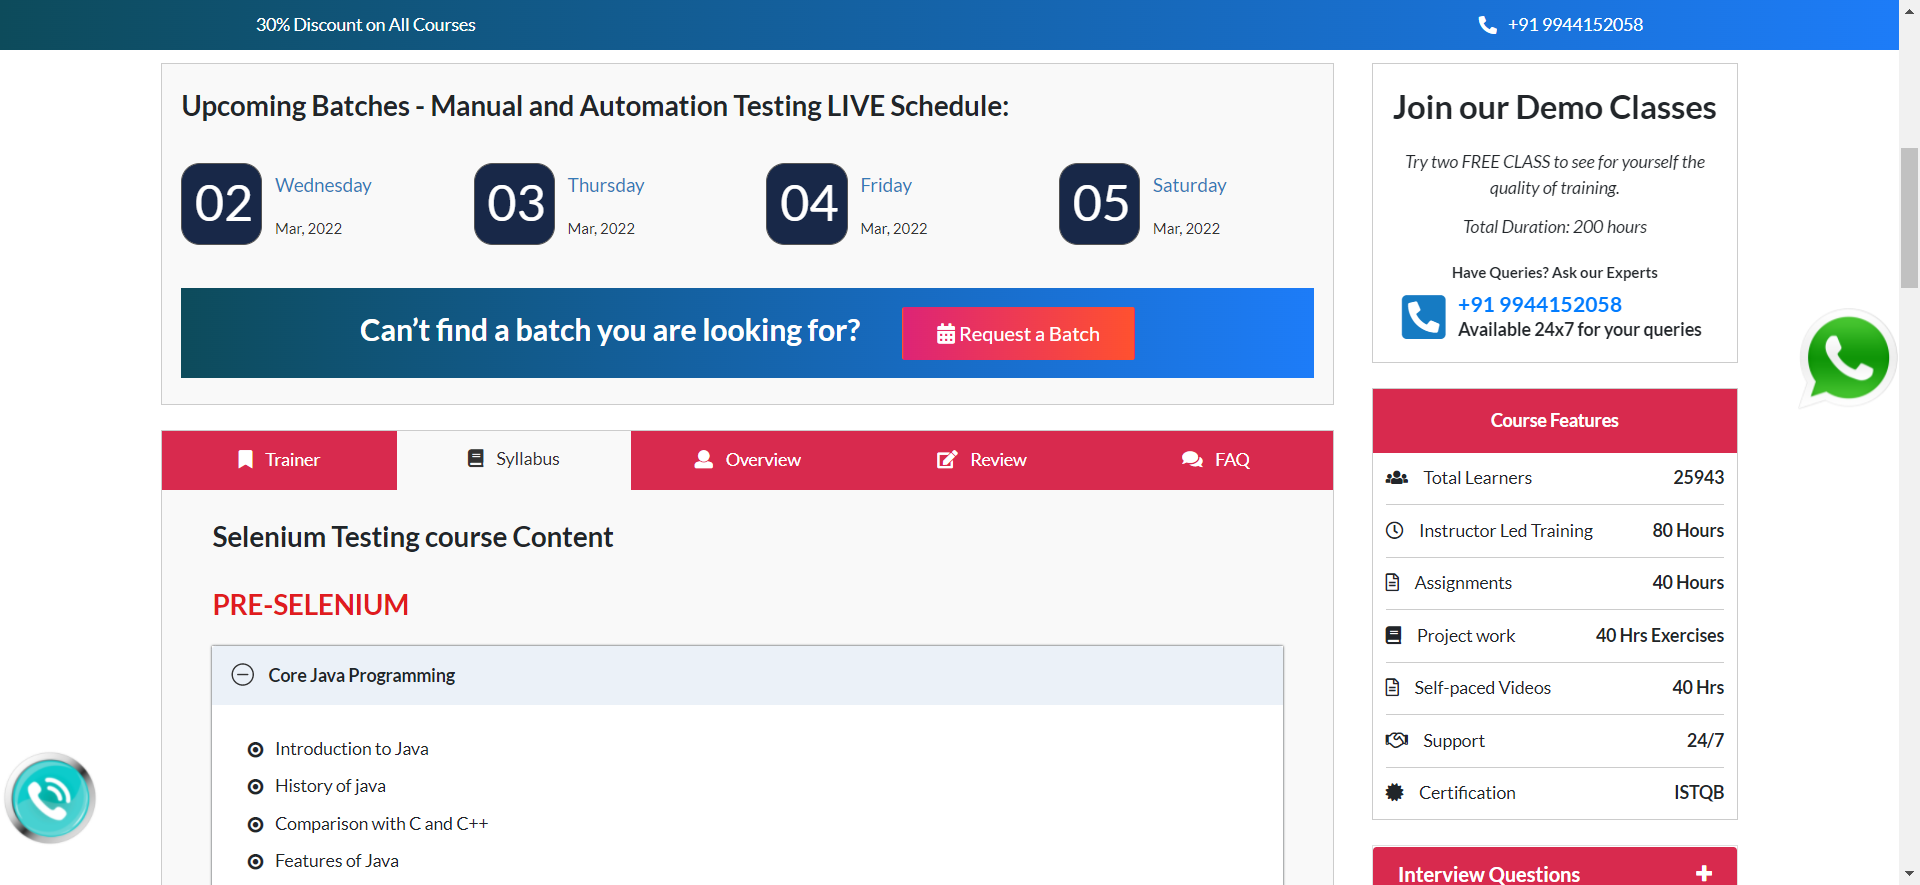 30% Discount on All Courses
+91 9944152058
Upcoming Batches - Manual and Automation Testing LIVE Schedule:
02
Wednesday
Mar, 2022
03
Thursday
Mar, 2022
04
Friday
Mar, 2022
05
Saturday
Mar, 2022
Can’t find a batch you are looking for?
Request a Batch
Trainer
Syllabus
Overview
Review
FAQ
Selenium Testing course Content
PRE-SELENIUM
Core Java Programming
Introduction to Java
History of java
Comparison with C and C++
Features of Java
Join our Demo Classes
Try two FREE CLASS to see for yourself the
quality of training.
Total Duration: 200 hours
Have Queries? Ask our Experts
+91 9944152058
Available 24x7 for your queries
Course Features
Total Learners 25943
Instructor Led Training 80 Hours
Assignments 40 Hours
Project work 40 Hrs Exercises
Self-paced Videos 40 Hrs
Support 24/7
Certification ISTQB
Interview Questions